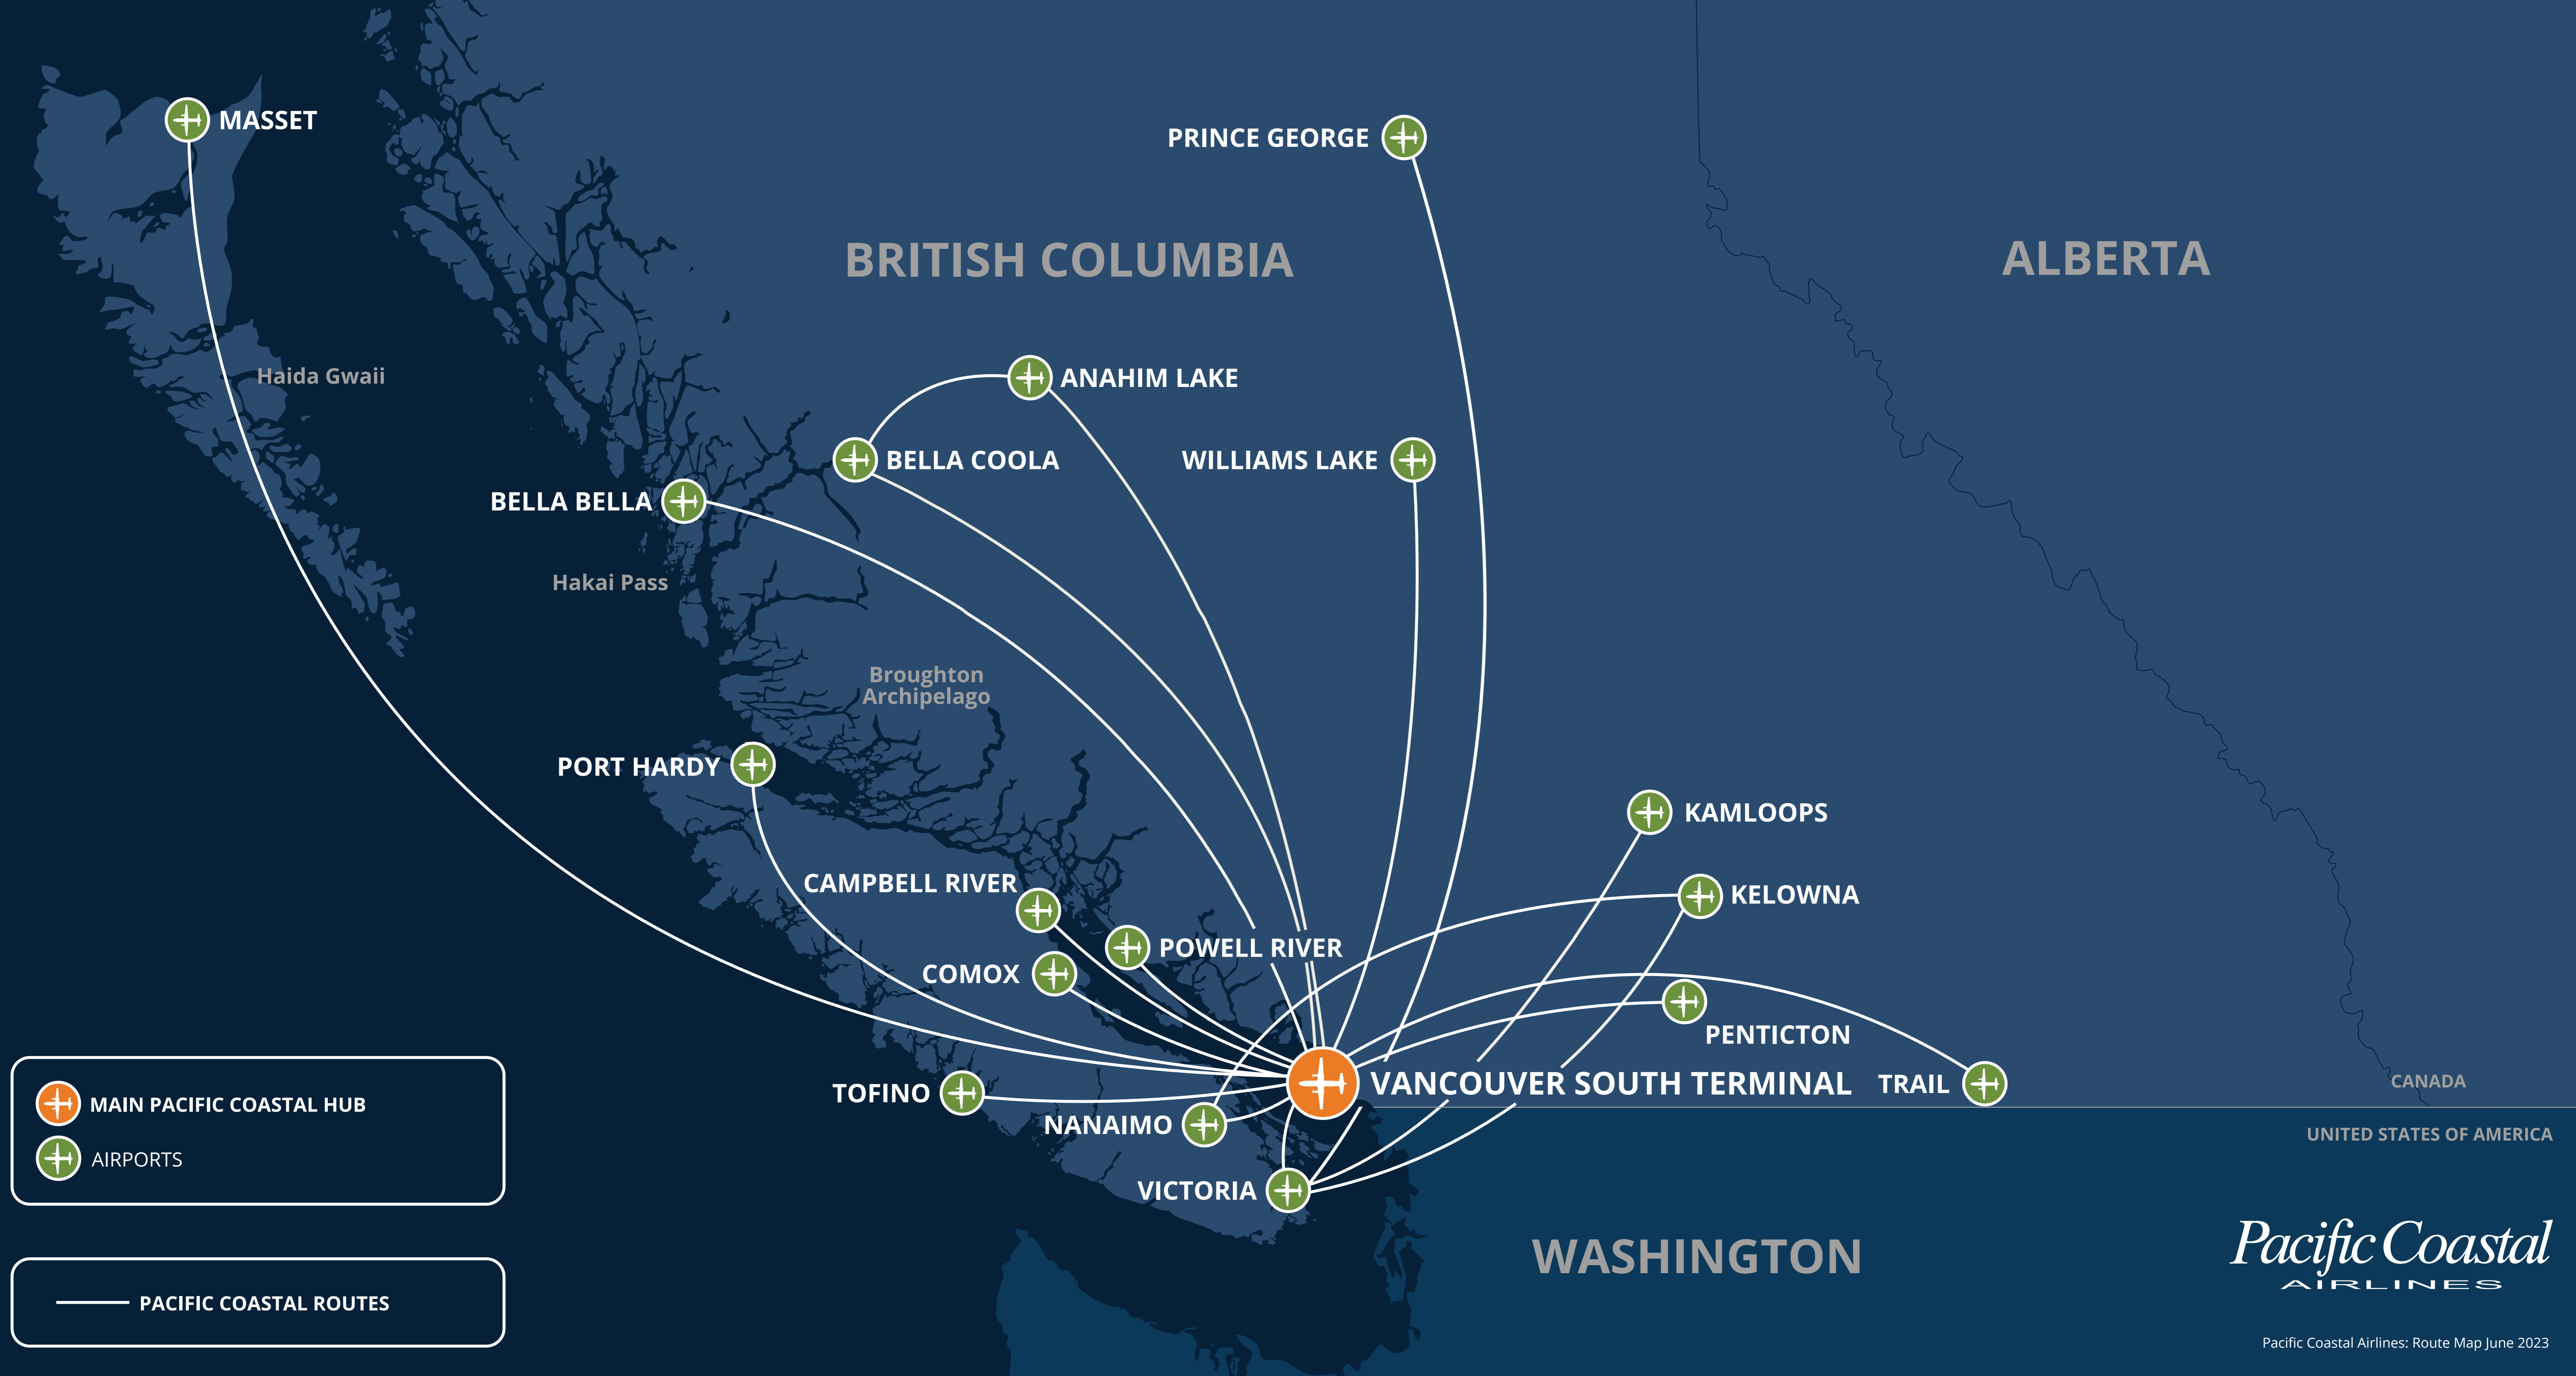 MASSET
PRINCE GEORGE
BRITISH COLUMBIA
ALBERTA
Haida Gwaii
ANAHIM LAKE
BELLA COOLA
WILLIAMS LAKE
BELLA BELLA
Hakai Pass
Broughton
Archipelago
PORT HARDY
KAMLOOPS
CAMPBELL RIVER
KELOWNA
POWELL RIVER
COMOX
PENTICTON
VANCOUVER SOUTH TERMINAL
TRAIL
CANADA
TOFINO
NANAIMO
UNITED STATES OF AMERICA
VICTORIA
WASHINGTON
MAIN PACIFIC COASTAL HUB
AIRPORTS
PACIFIC COASTAL ROUTES
Pacific Coastal
AIRLINES
Pacific Coastal Airlines: Route Map June 2023